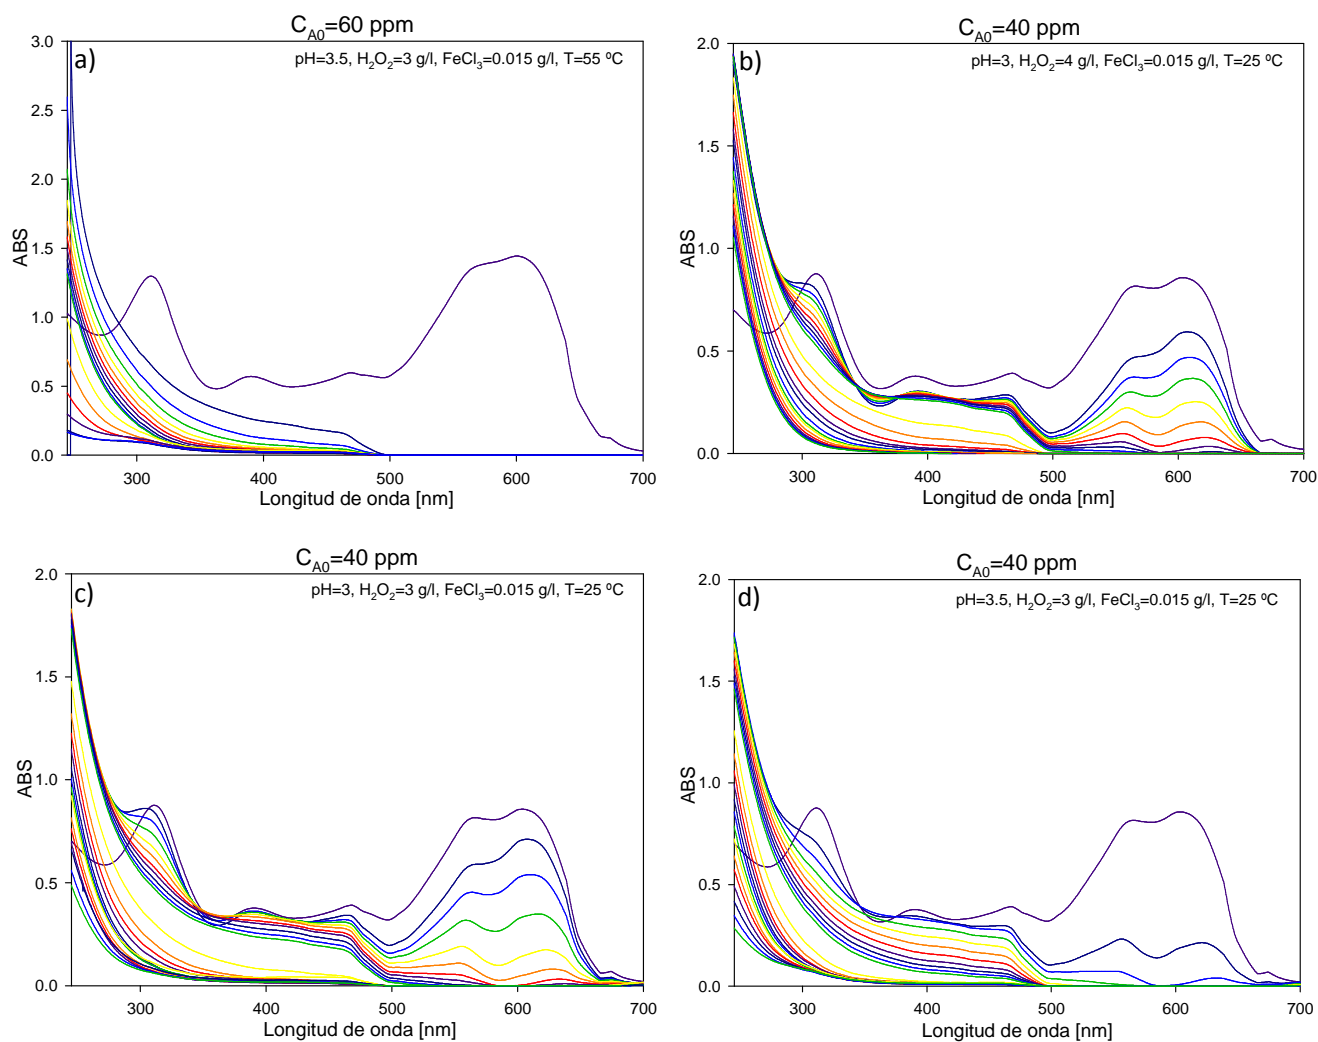 C_A0=60 ppm
a)
pH=3.5, H₂O₂=3 g/l, FeCl₃=0.015 g/l, T=55 ºC
ABS
3.0
2.5
2.0
1.5
1.0
0.5
0.0
300 400 500 600 700
Longitud de onda [nm]
C_A0=40 ppm
b)
pH=3, H₂O₂=4 g/l, FeCl₃=0.015 g/l, T=25 ºC
ABS
2.0
1.5
1.0
0.5
0.0
300 400 500 600 700
Longitud de onda [nm]
C_A0=40 ppm
c)
pH=3, H₂O₂=3 g/l, FeCl₃=0.015 g/l, T=25 ºC
ABS
2.0
1.5
1.0
0.5
0.0
300 400 500 600 700
Longitud de onda [nm]
C_A0=40 ppm
d)
pH=3.5, H₂O₂=3 g/l, FeCl₃=0.015 g/l, T=25 ºC
ABS
2.0
1.5
1.0
0.5
0.0
300 400 500 600 700
Longitud de onda [nm]